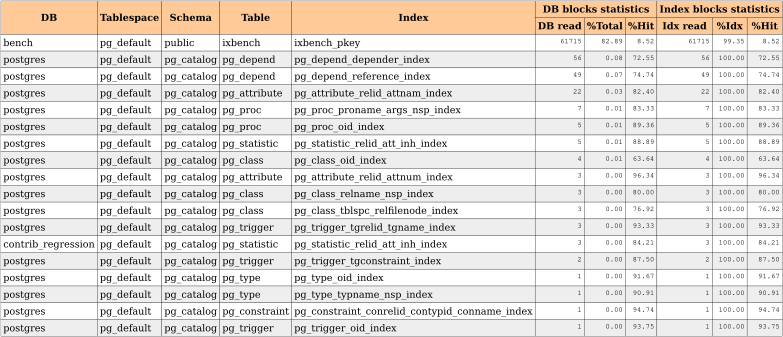 DB Tablespace Schema Table Index DB blocks statistics Index blocks statistics
DB read %Total %Hit Idx read %Idx %Hit
bench pg_default public ixbench ixbench_pkey 61715 82.89 8.52 61715 99.35 8.52
postgres pg_default pg_catalog pg_depend pg_depend_depender_index 56 0.08 72.55 56 100.00 72.55
postgres pg_default pg_catalog pg_depend pg_depend_reference_index 49 0.07 74.74 49 100.00 74.74
postgres pg_default pg_catalog pg_attribute pg_attribute_relid_attnam_index 22 0.03 82.40 22 100.00 82.40
postgres pg_default pg_catalog pg_proc pg_proc_proname_args_nsp_index 7 0.01 83.33 7 100.00 83.33
postgres pg_default pg_catalog pg_proc pg_proc_oid_index 5 0.01 89.36 5 100.00 89.36
postgres pg_default pg_catalog pg_statistic pg_statistic_relid_att_inh_index 5 0.01 88.89 5 100.00 88.89
postgres pg_default pg_catalog pg_class pg_class_oid_index 4 0.01 63.64 4 100.00 63.64
postgres pg_default pg_catalog pg_attribute pg_attribute_relid_attnum_index 3 0.00 96.34 3 100.00 96.34
postgres pg_default pg_catalog pg_class pg_class_relname_nsp_index 3 0.00 80.00 3 100.00 80.00
postgres pg_default pg_catalog pg_class pg_class_tblspc_relfilenode_index 3 0.00 76.92 3 100.00 76.92
postgres pg_default pg_catalog pg_trigger pg_trigger_tgrelid_tgname_index 3 0.00 93.33 3 100.00 93.33
contrib_regression pg_default pg_catalog pg_statistic pg_statistic_relid_att_inh_index 3 0.00 84.21 3 100.00 84.21
postgres pg_default pg_catalog pg_trigger pg_trigger_tgconstraint_index 2 0.00 87.50 2 100.00 87.50
postgres pg_default pg_catalog pg_type pg_type_oid_index 1 0.00 91.67 1 100.00 91.67
postgres pg_default pg_catalog pg_type pg_type_typname_nsp_index 1 0.00 90.91 1 100.00 90.91
postgres pg_default pg_catalog pg_constraint pg_constraint_conrelid_contypid_conname_index 1 0.00 94.74 1 100.00 94.74
postgres pg_default pg_catalog pg_trigger pg_trigger_oid_index 1 0.00 93.75 1 100.00 93.75